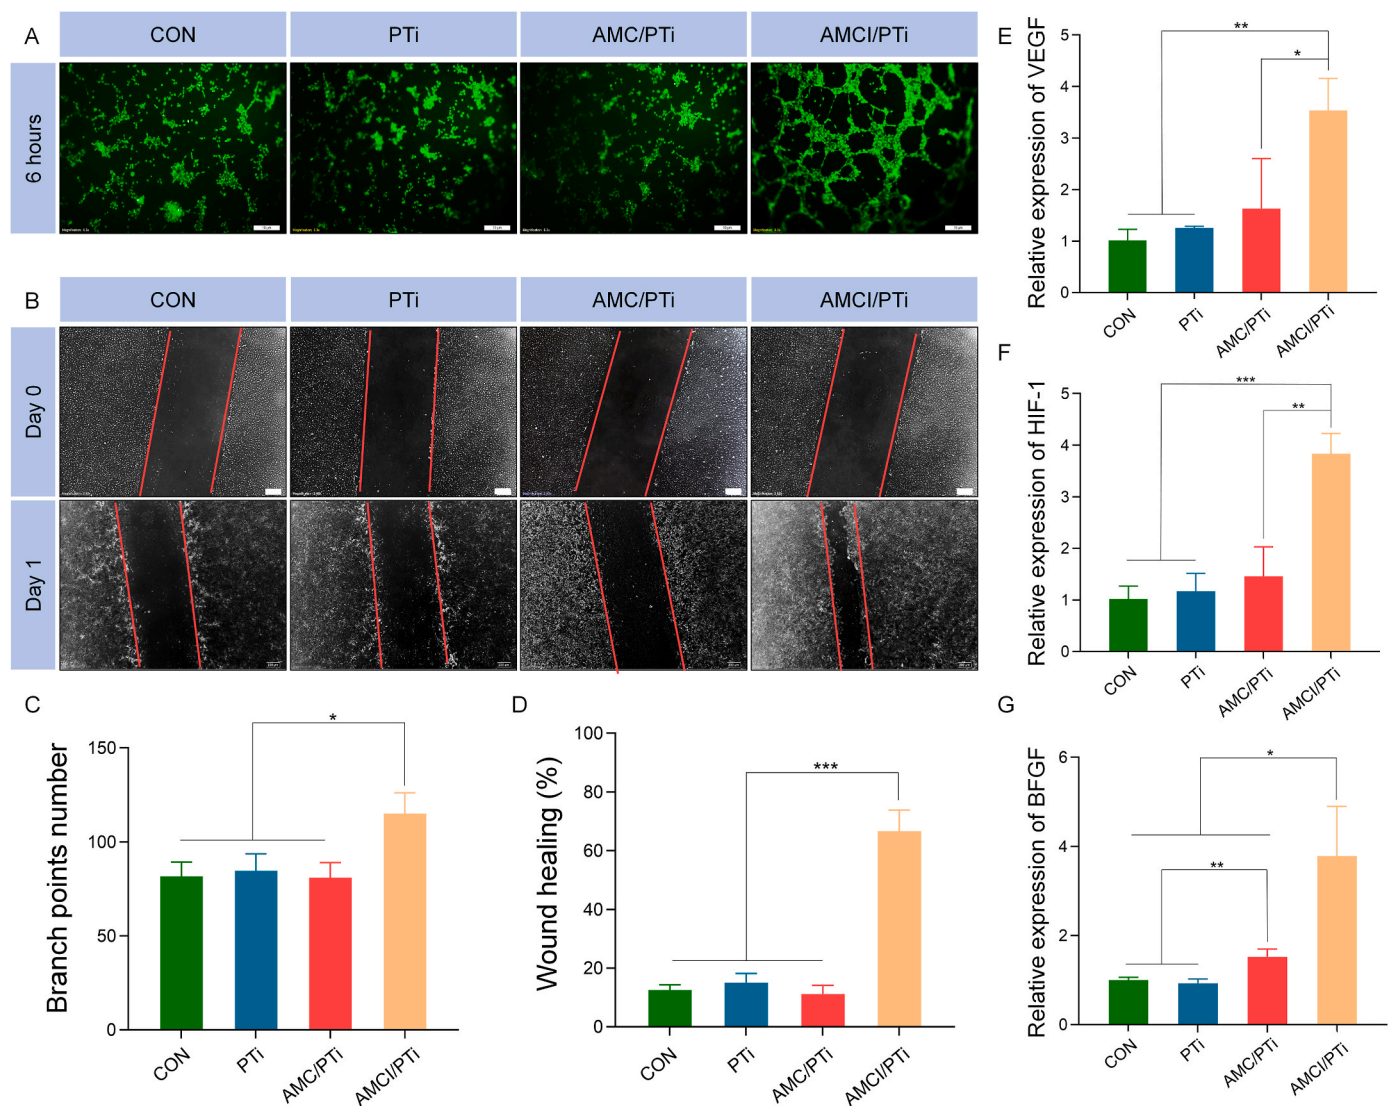 A
CON
PTi
AMC/PTi
AMCI/PTi
6 hours
B
CON
PTi
AMC/PTi
AMCI/PTi
Day 0
Day 1
C
Branch points number
150
100
50
0
*
CON
PTi
AMC/PTi
AMCI/PTi
D
Wound healing (%)
100
80
60
40
20
0
***
CON
PTi
AMC/PTi
AMCI/PTi
E
Relative expression of VEGF
5
4
3
2
1
0
**
*
CON
PTi
AMC/PTi
AMCI/PTi
F
Relative expression of HIF-1
5
4
3
2
1
0
***
**
CON
PTi
AMC/PTi
AMCI/PTi
G
Relative expression of BFGF
6
4
2
0
*
**
CON
PTi
AMC/PTi
AMCI/PTi